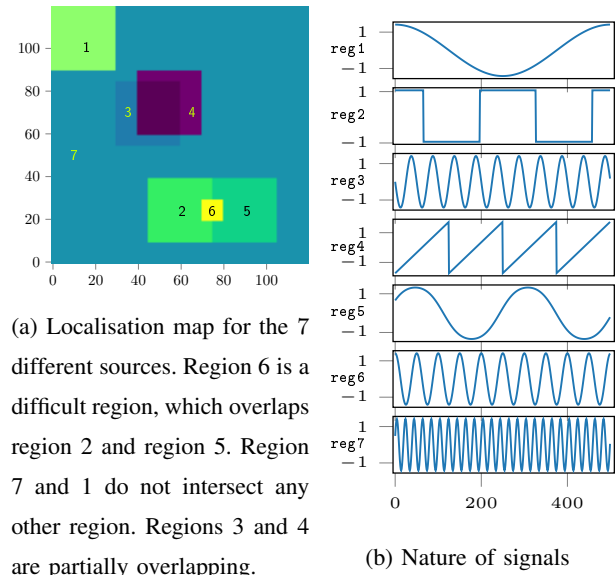 100
80
60
40
20
0
0
20
40
60
80
100
1
3
4
7
2
6
5
(a) Localisation map for the 7
different sources. Region 6 is a
difficult region, which overlaps
region 2 and region 5. Region
7 and 1 do not intersect any
other region. Regions 3 and 4
are partially overlapping.
1
reg1
−1
1
reg2
−1
1
reg3
−1
1
reg4
−1
1
reg5
−1
1
reg6
−1
1
reg7
−1
0
200
400
(b) Nature of signals